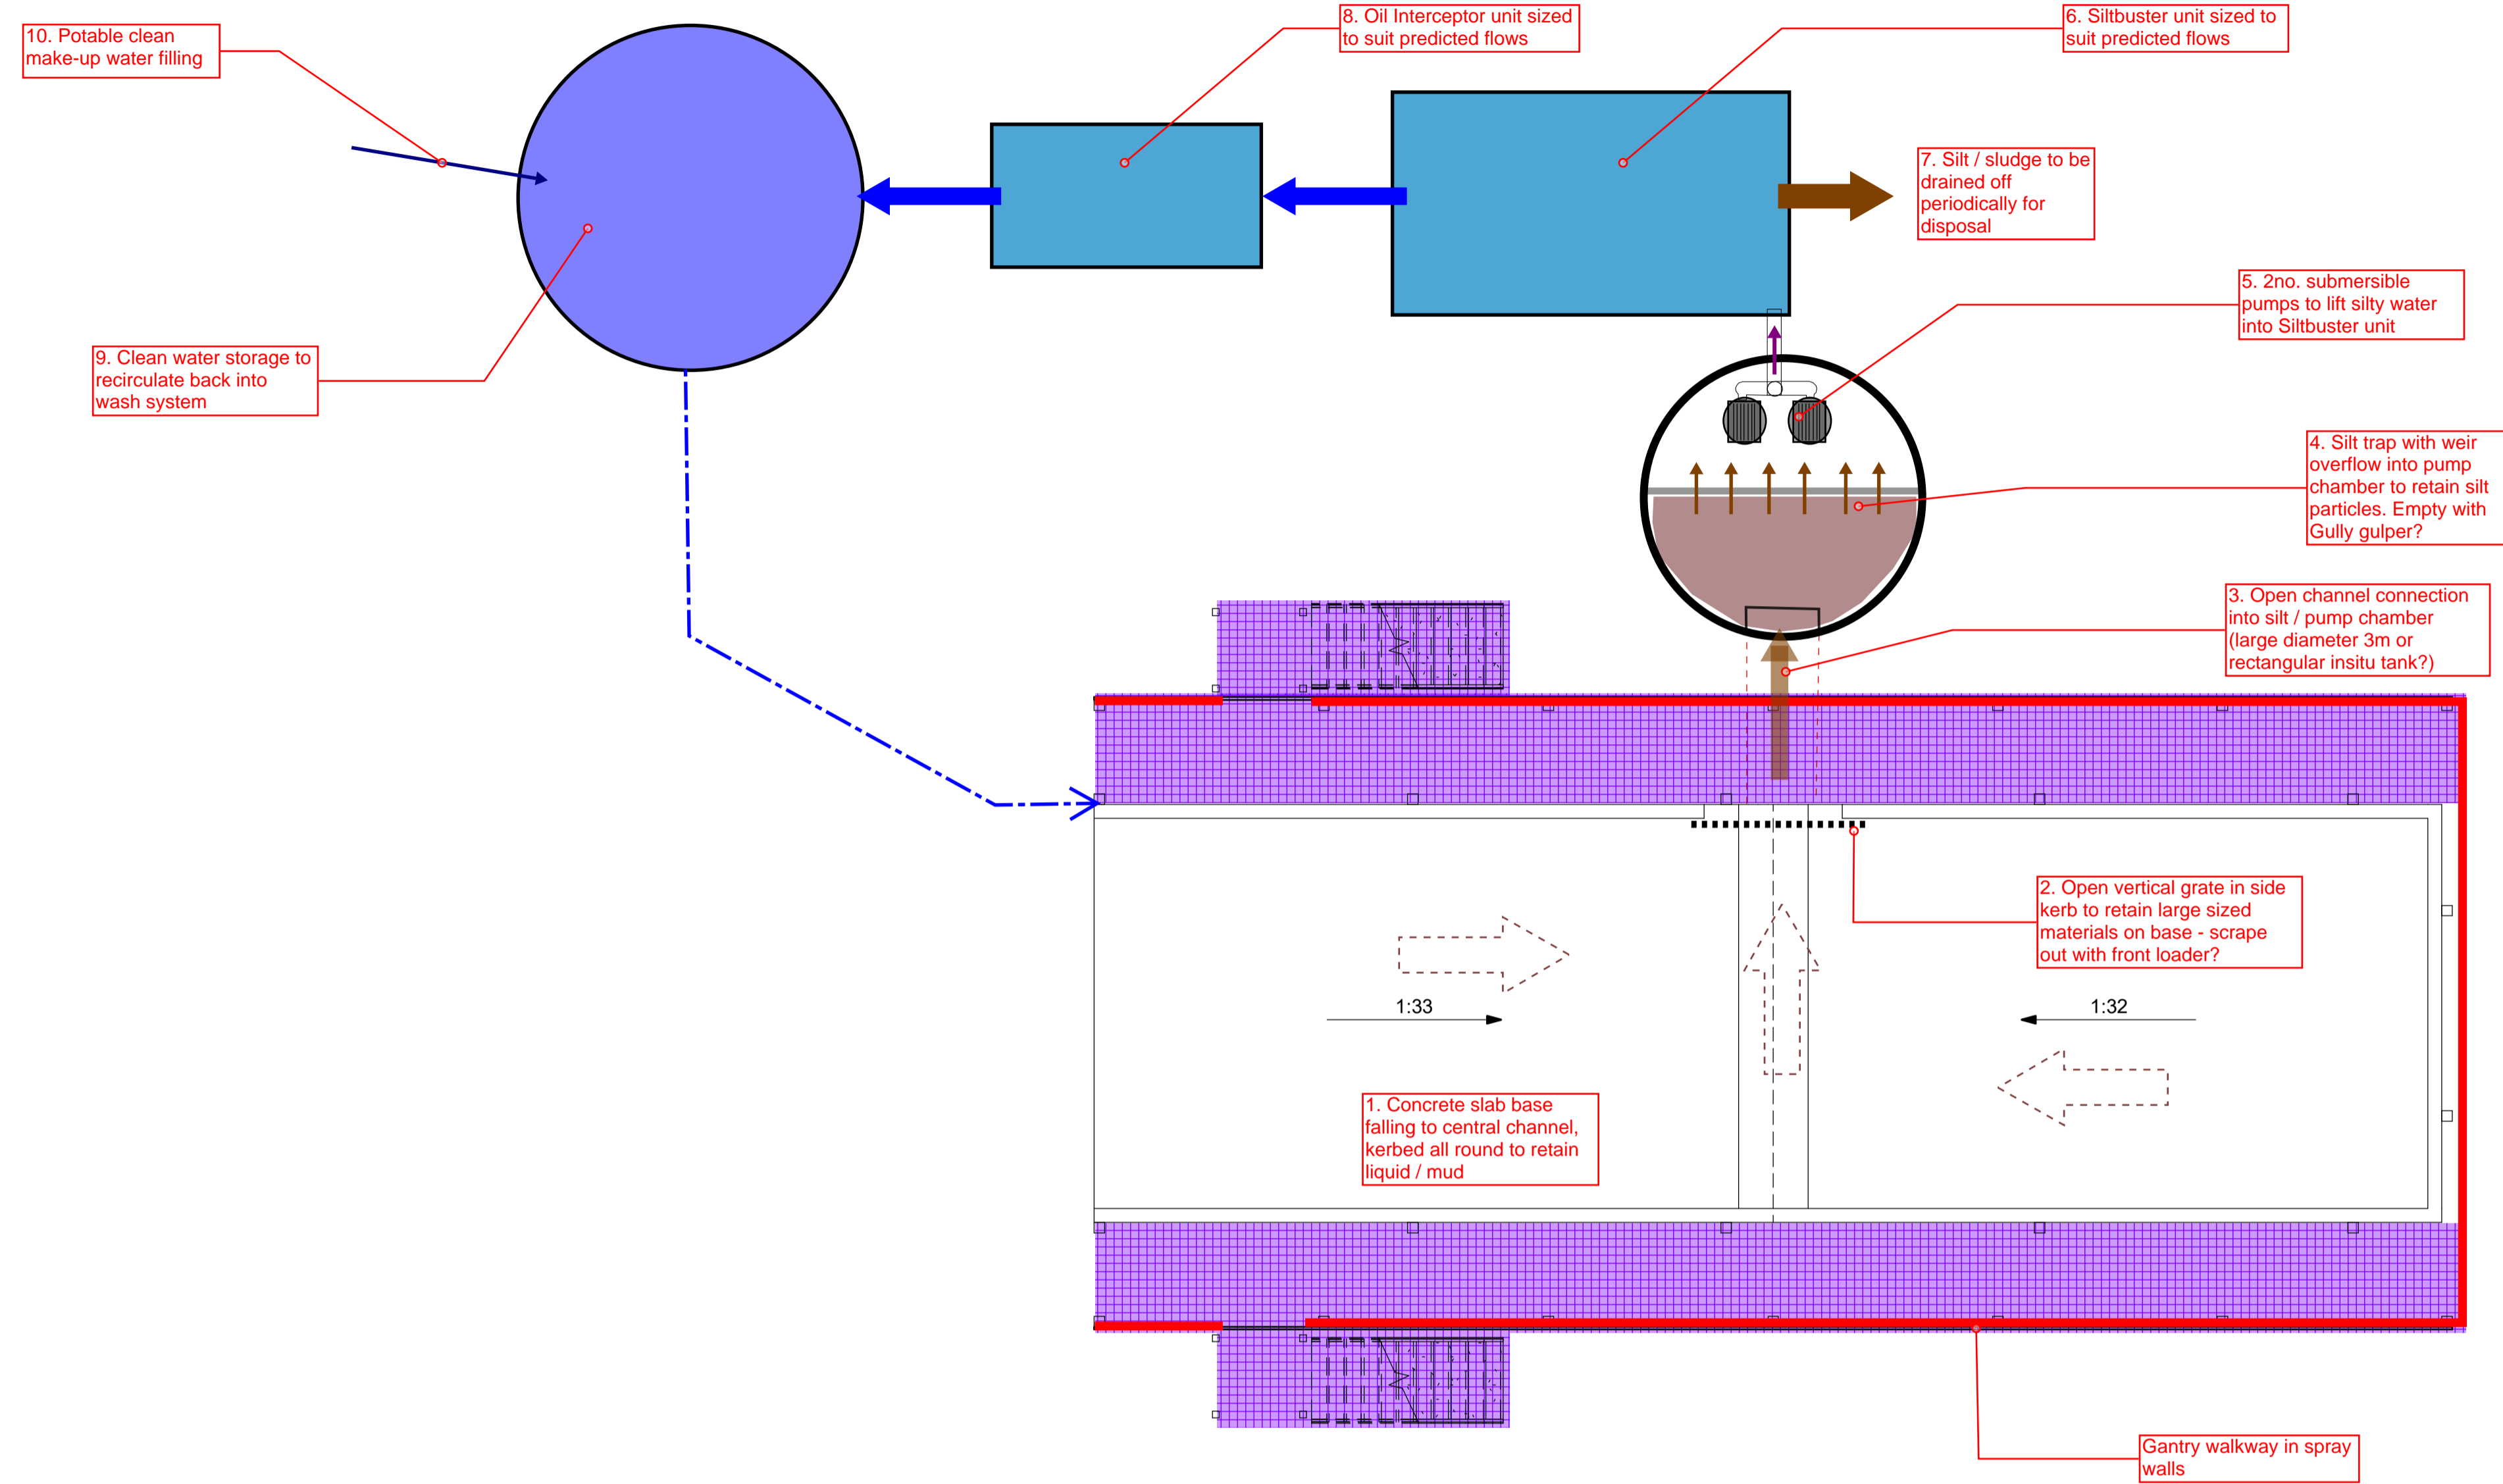 10. Potable clean
make-up water filling
8. Oil Interceptor unit sized
to suit predicted flows
6. Siltbuster unit sized to
suit predicted flows
7. Silt / sludge to be
drained off
periodically for
disposal
5. 2no. submersible
pumps to lift silty water
into Siltbuster unit
9. Clean water storage to
recirculate back into
wash system
4. Silt trap with weir
overflow into pump
chamber to retain silt
particles. Empty with
Gully gulper?
3. Open channel connection
into silt / pump chamber
(large diameter 3m or
rectangular insitu tank?)
2. Open vertical grate in side
kerb to retain large sized
materials on base - scrape
out with front loader?
1:33
1:32
1. Concrete slab base
falling to central channel,
kerbed all round to retain
liquid / mud
Gantry walkway in spray
walls